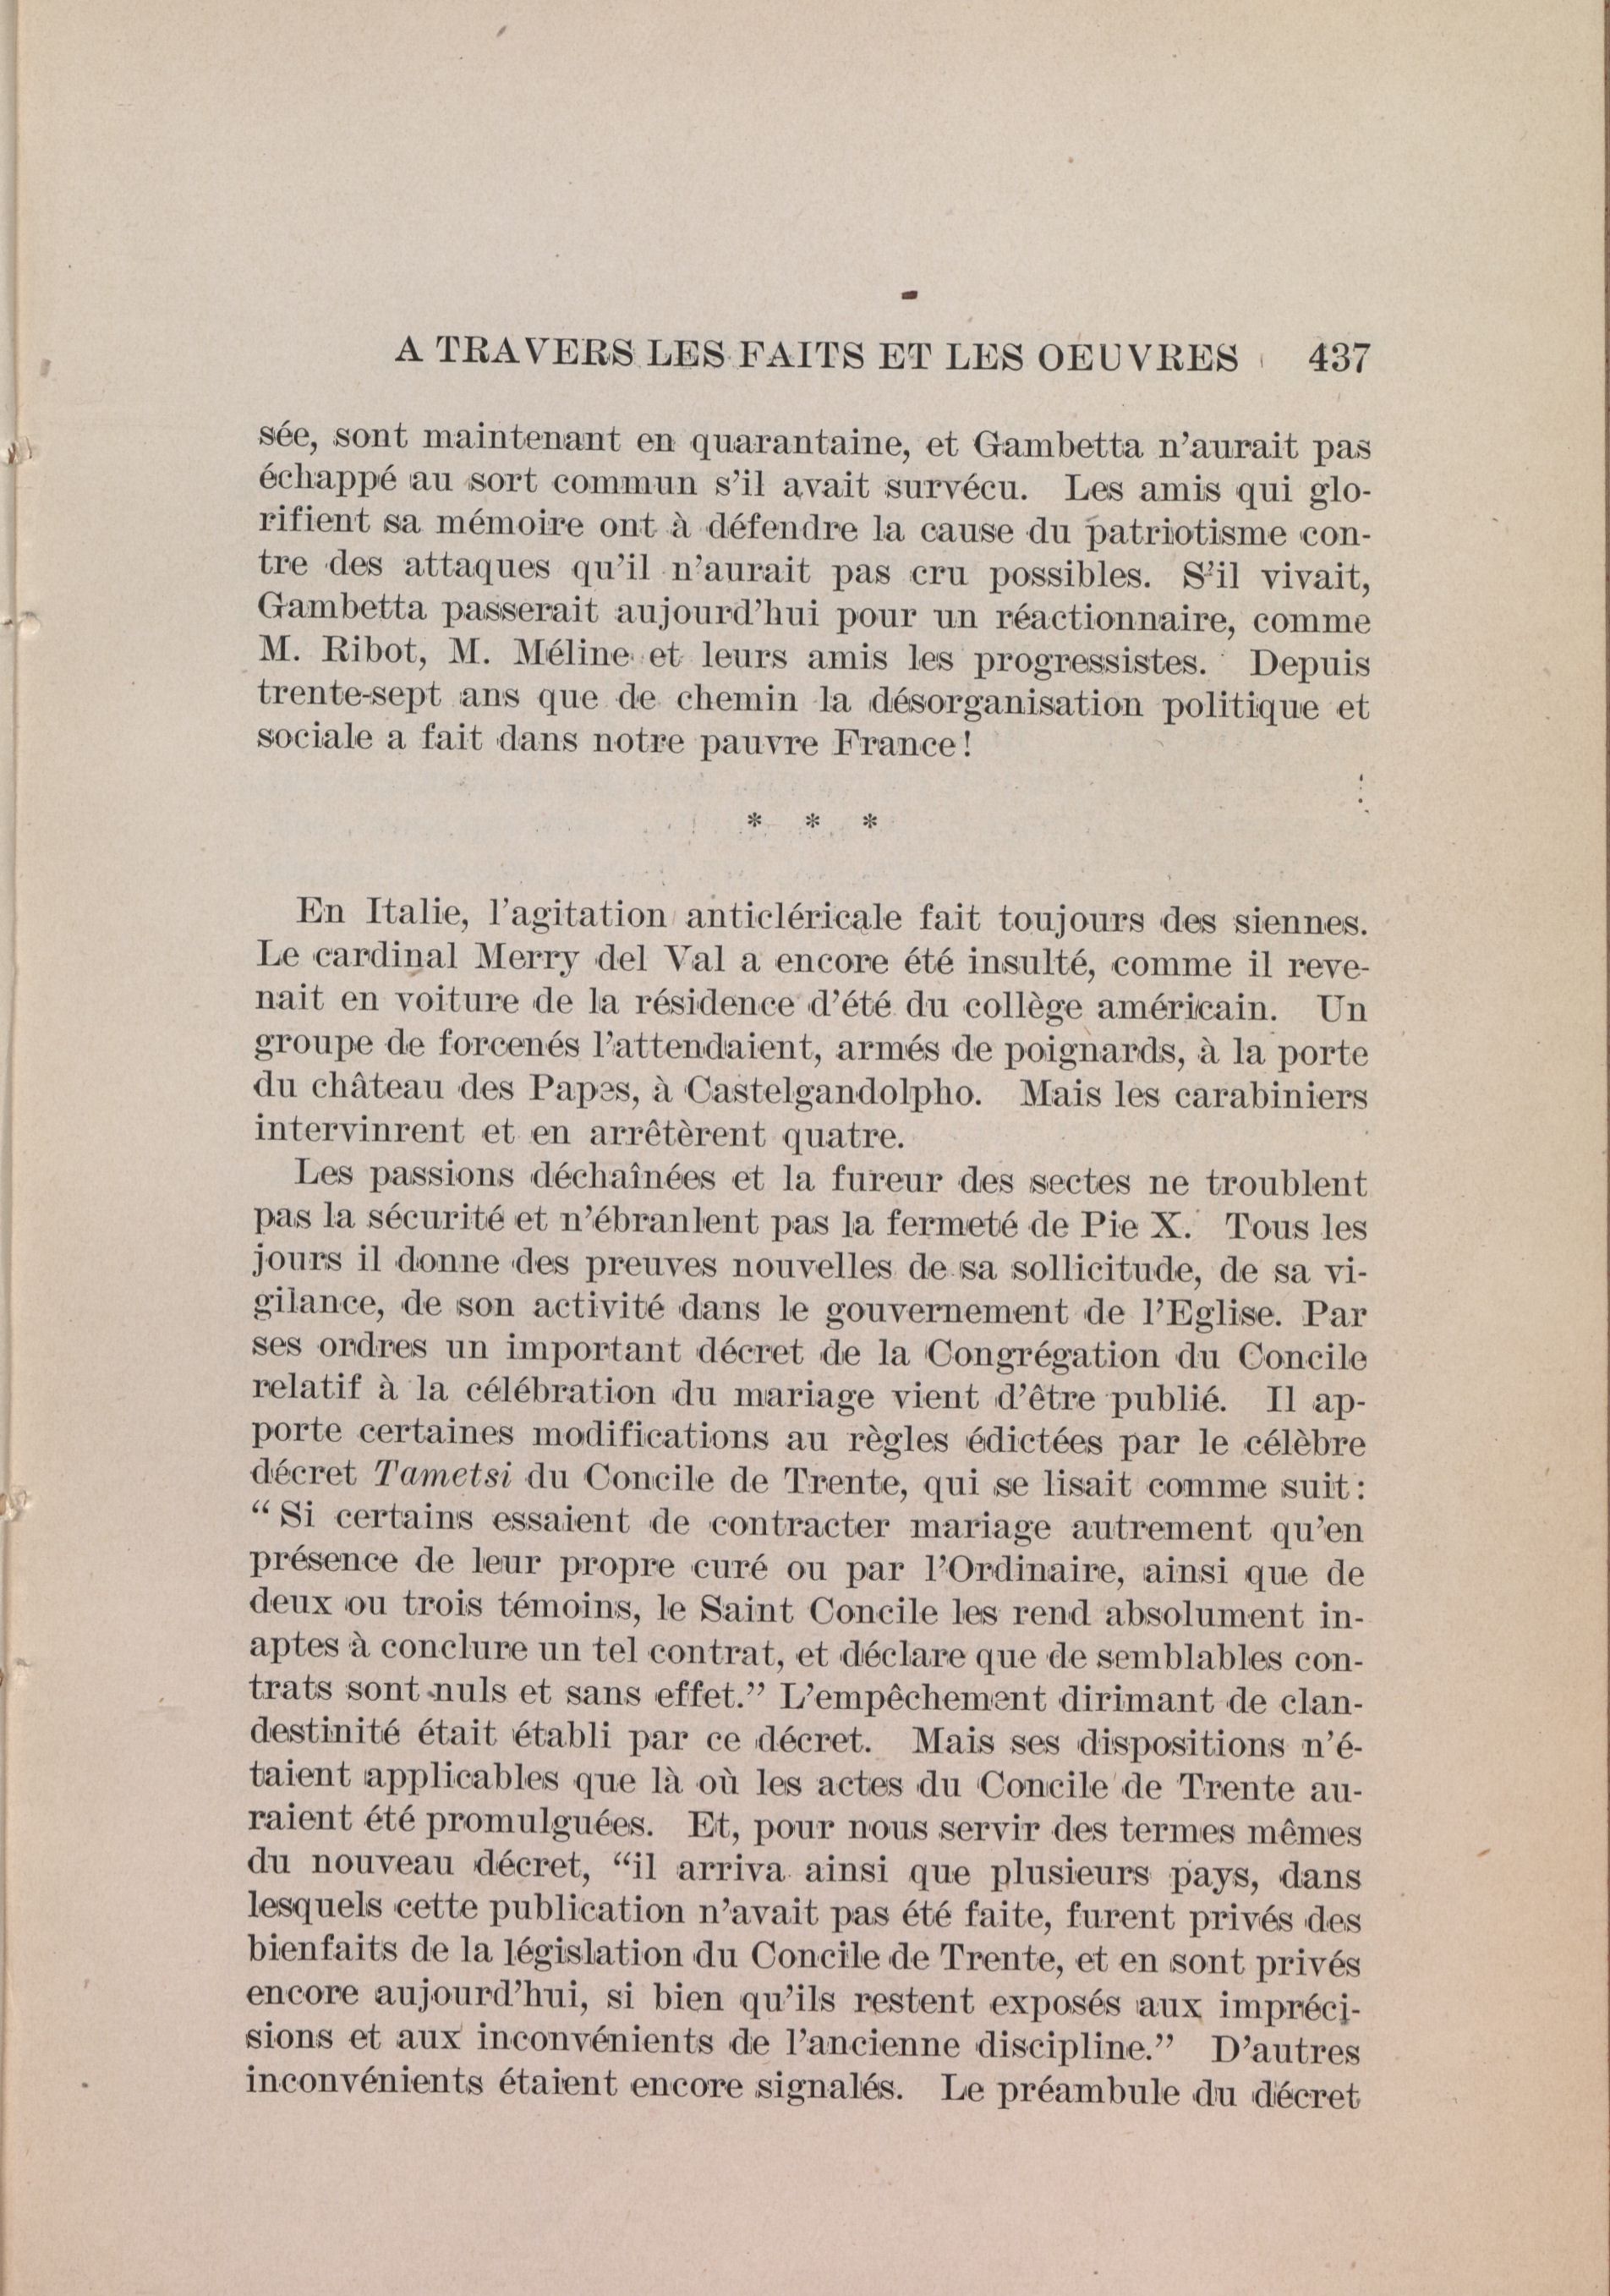 A TRAVERS LES FAITS ET LES OEUVRES 437
sée, sont maintenant en quarantaine, et Gambetta n'aurait pas
échappé au sort commun s'il avait survécu. Les amis qui glo-
rifient sa mémoire ont à défendre la cause du patriotisme con-
tre des attaques qu'il n'aurait pas cru possibles. S'il vivait,
Gambetta passerait aujourd'hui pour un réactionnaire, comme
M. Ribot, M. Méline et leurs amis les progressistes. Depuis
trente-sept ans que de chemin la désorganisation politique et
sociale a fait dans notre pauvre France!
* * *
En Italie, l'agitation anticléricale fait toujours des siennes.
Le cardinal Merry del Val a encore été insulté, comme il reve-
nait en voiture de la résidence d'été du collège américain. Un
groupe de forcenés l'attendaient, armés de poignards, à la porte
du château des Papes, à Castelgandolpho. Mais les carabiniers
intervinrent et en arrêtèrent quatre.
Les passions déchaînées et la fureur des sectes ne troublent
pas la sécurité et n'ébranlent pas la fermeté de Pie X. Tous les
jours il donne des preuves nouvelles de sa sollicitude, de sa vi-
gilance, de son activité dans le gouvernement de l'Eglise. Par
ses ordres un important décret de la Congrégation du Concile
relatif à la célébration du mariage vient d'être publié. Il ap-
porte certaines modifications au règles édictées par le célèbre
décret Tametsi du Concile de Trente, qui se lisait comme suit:
“Si certains essaient de contracter mariage autrement qu'en
présence de leur propre curé ou par l'Ordinaire, ainsi que de
deux ou trois témoins, le Saint Concile les rend absolument in-
aptes à conclure un tel contrat, et déclare que de semblables con-
trats sont nuls et sans effet.” L'empêchement dirimant de clan-
destinité était établi par ce décret. Mais ses dispositions n'é-
taient applicables que là où les actes du Concile de Trente au-
raient été promulguées. Et, pour nous servir des termes mêmes
du nouveau décret, “il arriva ainsi que plusieurs pays, dans
lesquels cette publication n'avait pas été faite, furent privés des
bienfaits de la législation du Concile de Trente, et en sont privés
encore aujourd'hui, si bien qu'ils restent exposés aux impréci-
sions et aux inconvénients de l'ancienne discipline.” D'autres
inconvénients étaient encore signalés. Le préambule du décret